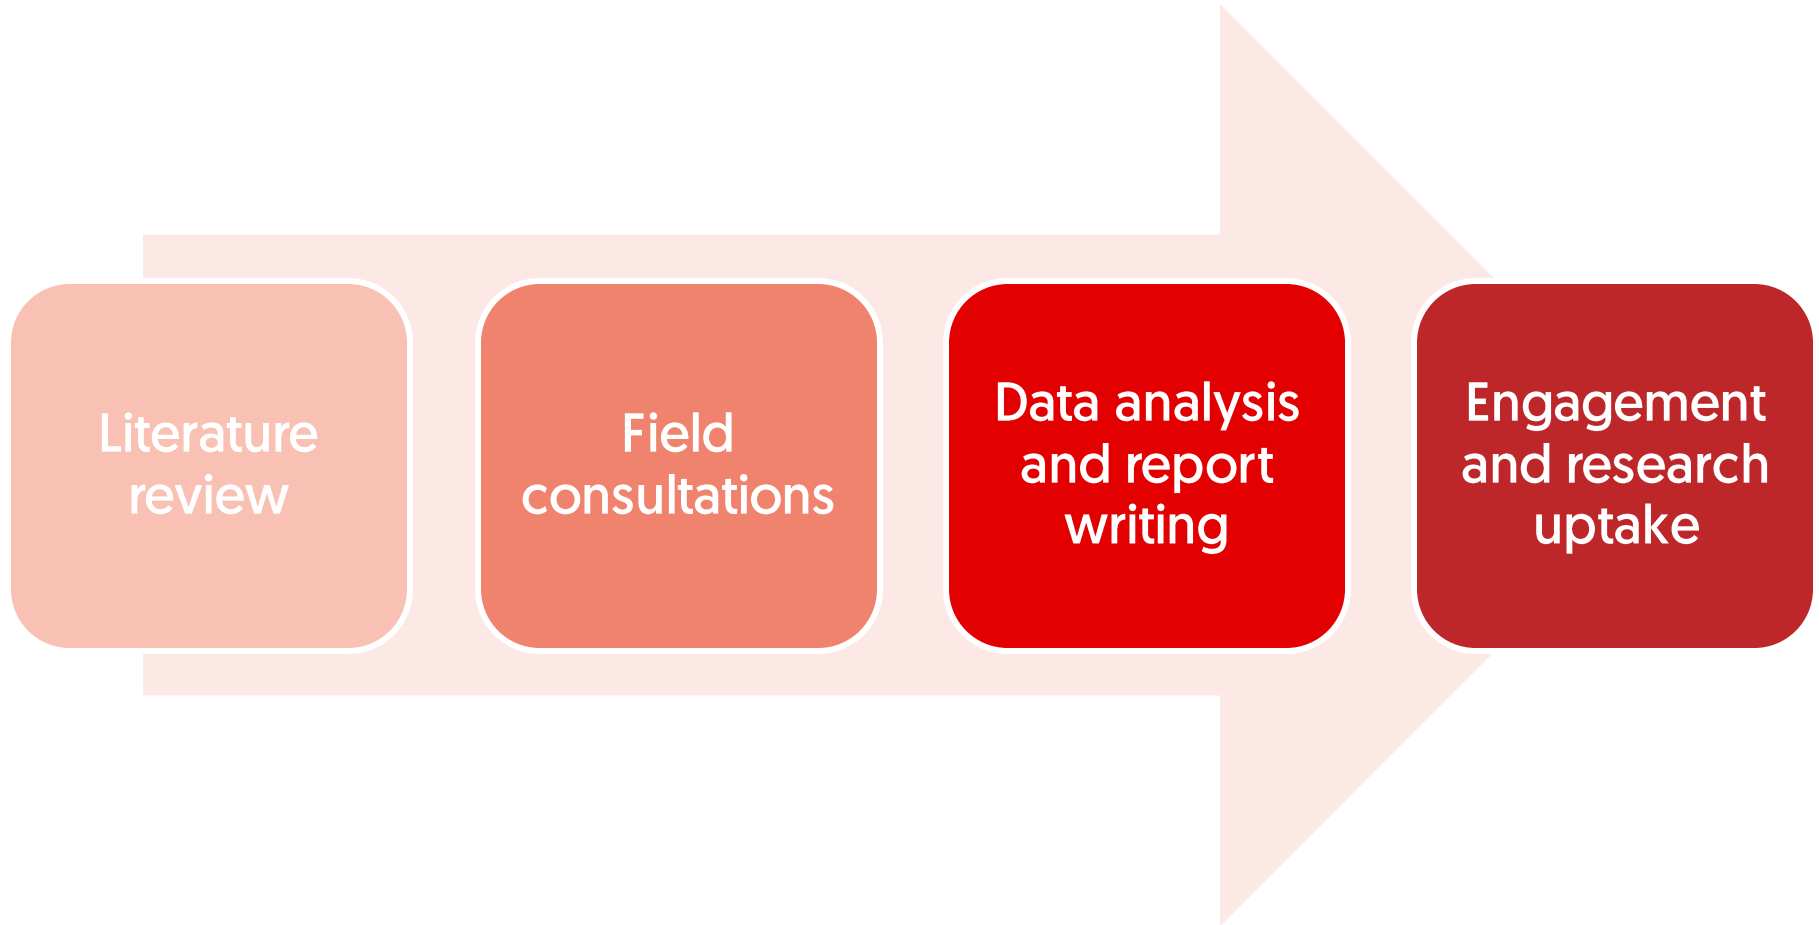 Literature
review
Field
consultations
Data analysis
and report
writing
Engagement
and research
uptake